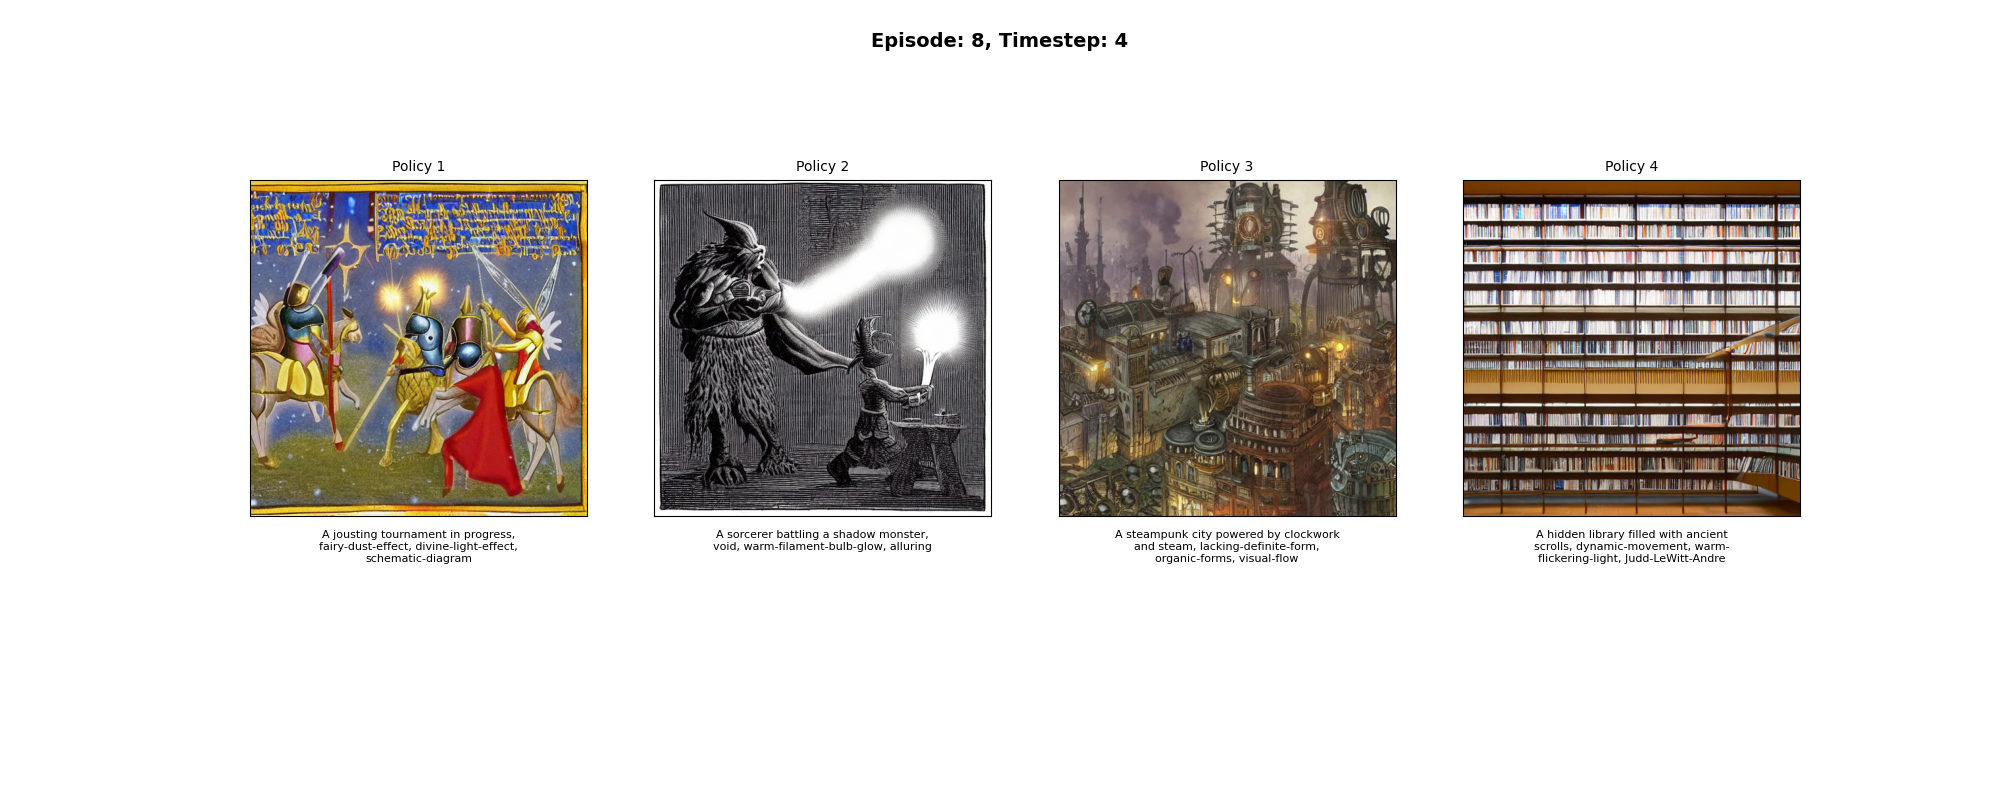 Episode: 8, Timestep: 4
Policy 1
A jousting tournament in progress,
fairy-dust-effect, divine-light-effect,
schematic-diagram
Policy 2
A sorcerer battling a shadow monster,
void, warm-filament-bulb-glow, alluring
Policy 3
A steampunk city powered by clockwork
and steam, lacking-definite-form,
organic-forms, visual-flow
Policy 4
A hidden library filled with ancient
scrolls, dynamic-movement, warm-
flickering-light, Judd-LeWitt-Andre